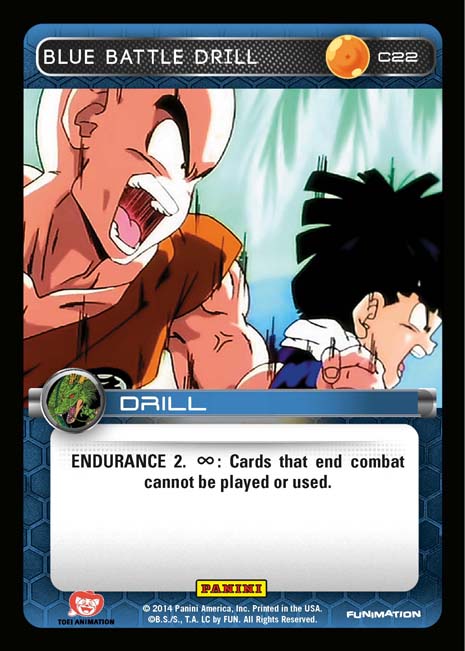 BLUE BATTLE DRILL
C22
DRILL
ENDURANCE 2. ∞: Cards that end combat
cannot be played or used.
PANINI
TOEI ANIMATION
© 2014 Panini America, Inc. Printed in the USA.
©B.S./S., T.A. LC by FUN. All Rights Reserved.
FUNIMATION